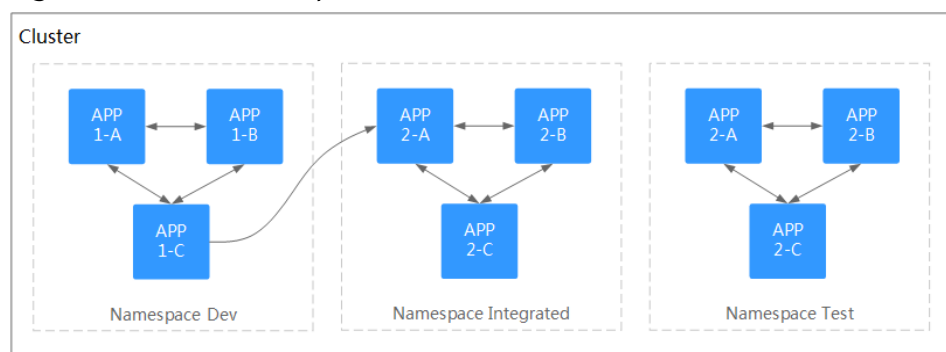 Cluster
APP
1-A
APP
1-B
APP
2-A
APP
2-B
APP
2-A
APP
2-B
APP
1-C
APP
2-C
APP
2-C
Namespace Dev
Namespace Integrated
Namespace Test